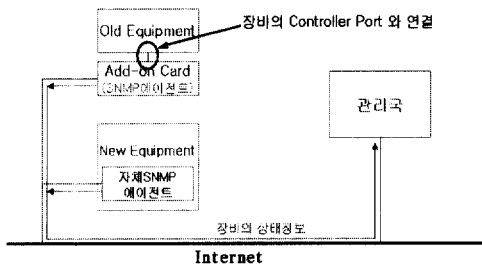 Old Equipment
장비의 Controller Port 와 연결
Add-on Card
(SNMP에이전트)
관리국
New Equipment
자체SNMP
에이전트
장비의 상태정보
Internet